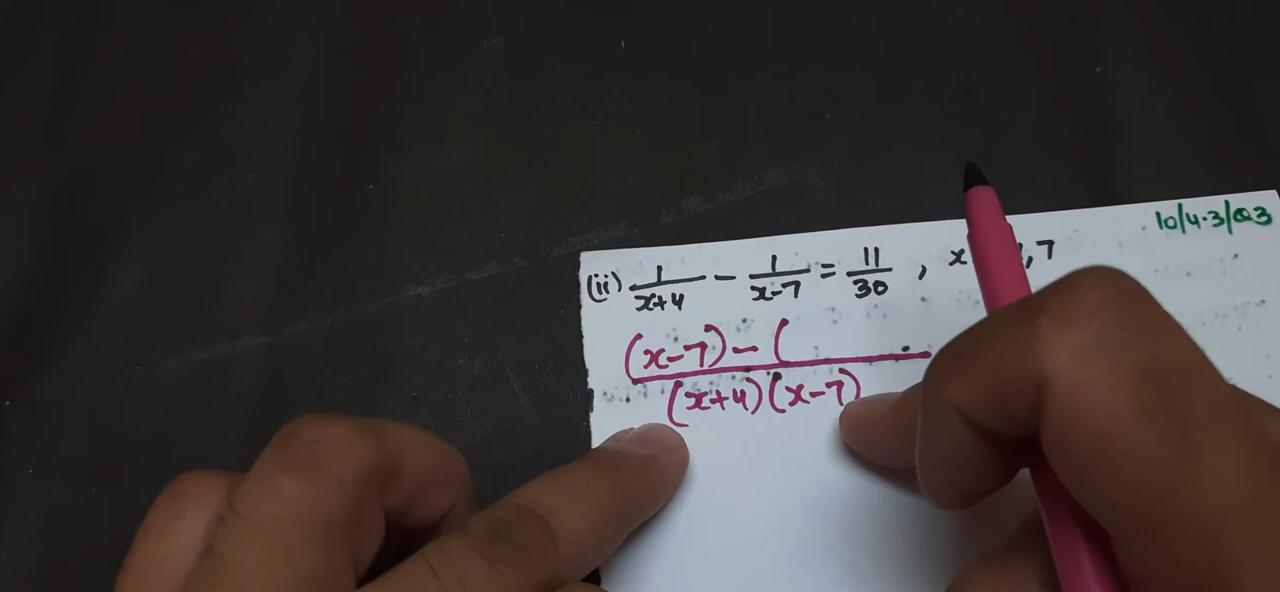 10/4.3/Q3
(ii) 1/(x+4) - 1/(x-7) = 11/30 , x , 7
(x-7) - (
(x+4)(x-7)